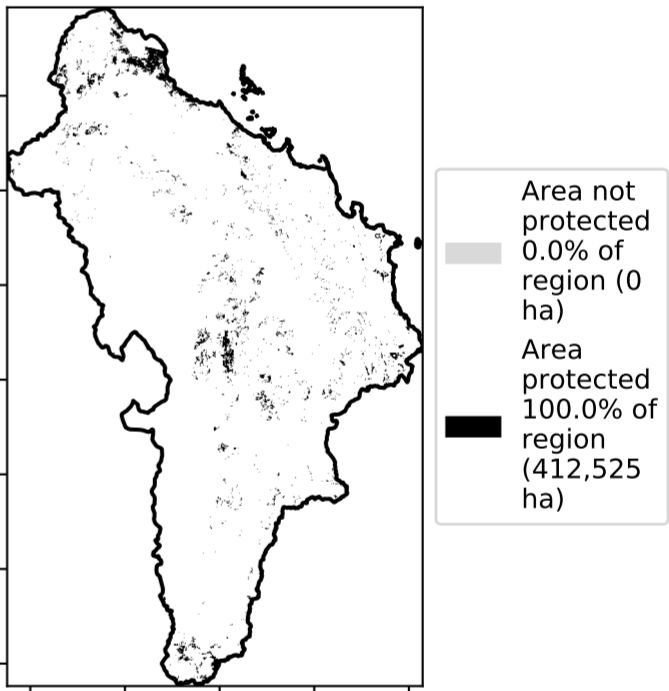 Area not
protected
0.0% of
region (0
ha)
Area
protected
100.0% of
region
(412,525
ha)